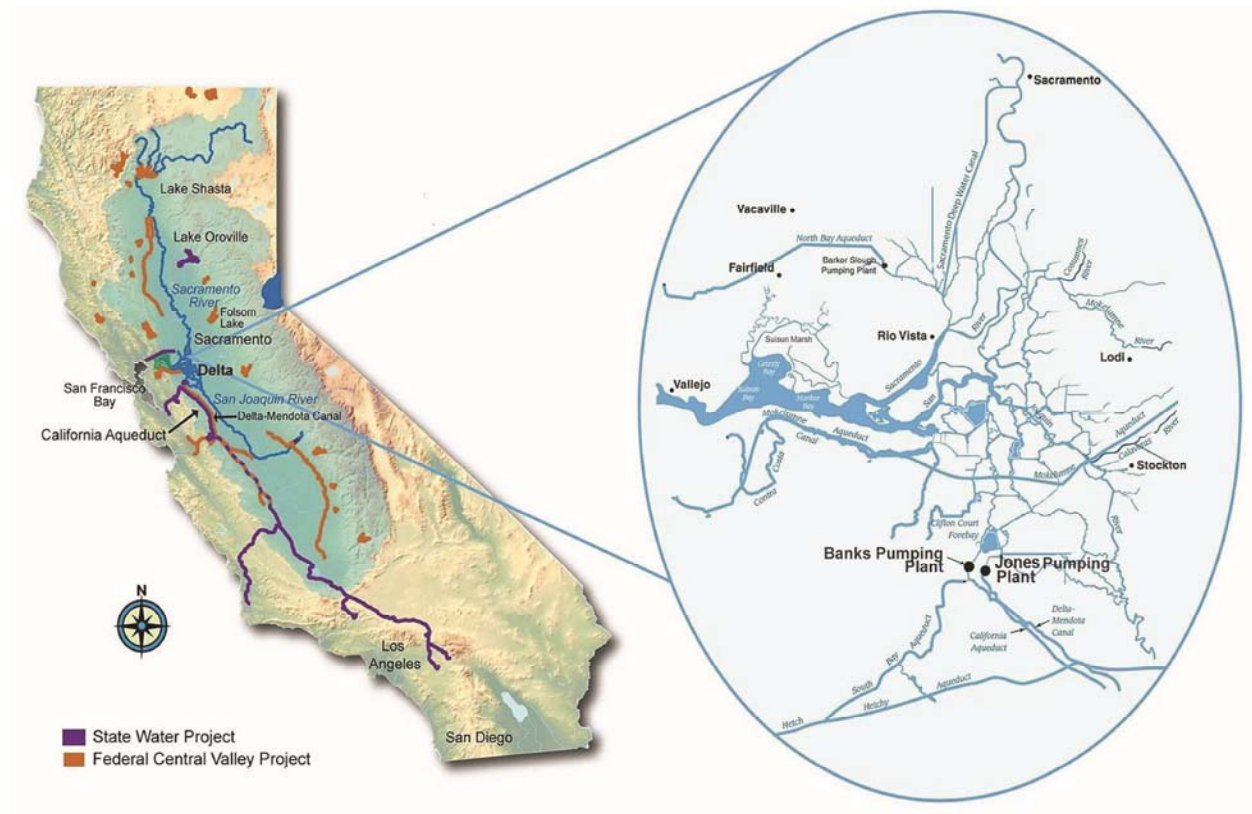 Lake Shasta
Lake Oroville
Sacramento
River
Folsom
Lake
Sacramento
Delta
San Francisco
Bay
San Joaquin River
Delta-Mendota Canal
California Aqueduct
N
Los
Angeles
San Diego
State Water Project
Federal Central Valley Project
Sacramento
Sacramento Deep Water Canal
Vacaville
North Bay Aqueduct
Barker Slough
Pumping Plant
Fairfield
Cosumnes
River
Mokelumne
River
Lodi
Rio Vista
Sacramento
River
Suisun Marsh
Grizzly
Bay
Suisun
Bay
Honker
Bay
Vallejo
San
Joaquin
Mokelumne
Aqueduct
Canal
Contra
Costa
Mokelumne
Aqueduct
Calaveras
River
Stockton
River
Clifton Court
Forebay
Banks Pumping
Plant
Jones Pumping
Plant
Delta-
Mendota
Canal
California
Aqueduct
South Bay Aqueduct
Hetch Hetchy Aqueduct